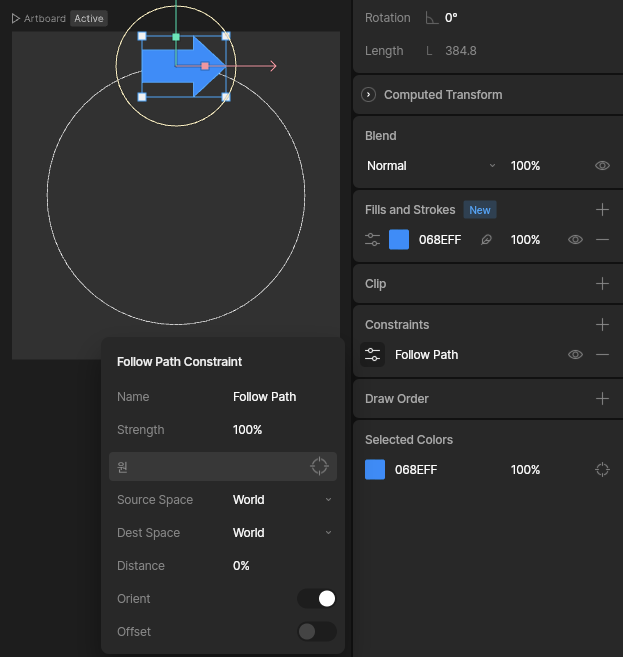 Artboard Active
Rotation 0°
Length L 384.8
Computed Transform
Blend
Normal 100%
Fills and Strokes New
068EFF 100%
Clip
Constraints
Follow Path
Draw Order
Selected Colors
068EFF 100%
Follow Path Constraint
Name Follow Path
Strength 100%
원
Source Space World
Dest Space World
Distance 0%
Orient
Offset